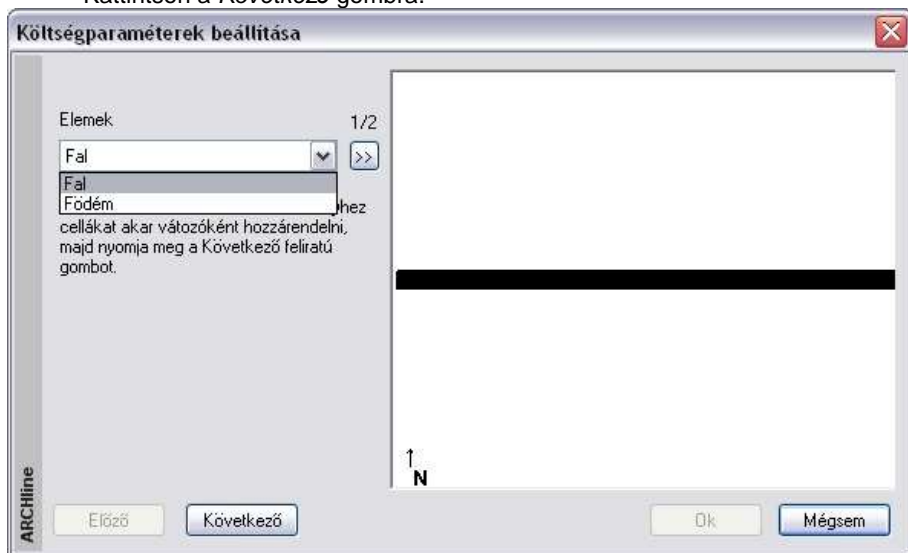 Kattintson a Következő gombra.
Költségparaméterek beállítása
Elemek 1/2
Fal >>
Fal
Födém
hez
cellákat akar vátozóként hozzárendelni,
majd nyomja meg a Következő feliratú
gombot.
N
ARCHline
Előző Következő Ok Mégsem